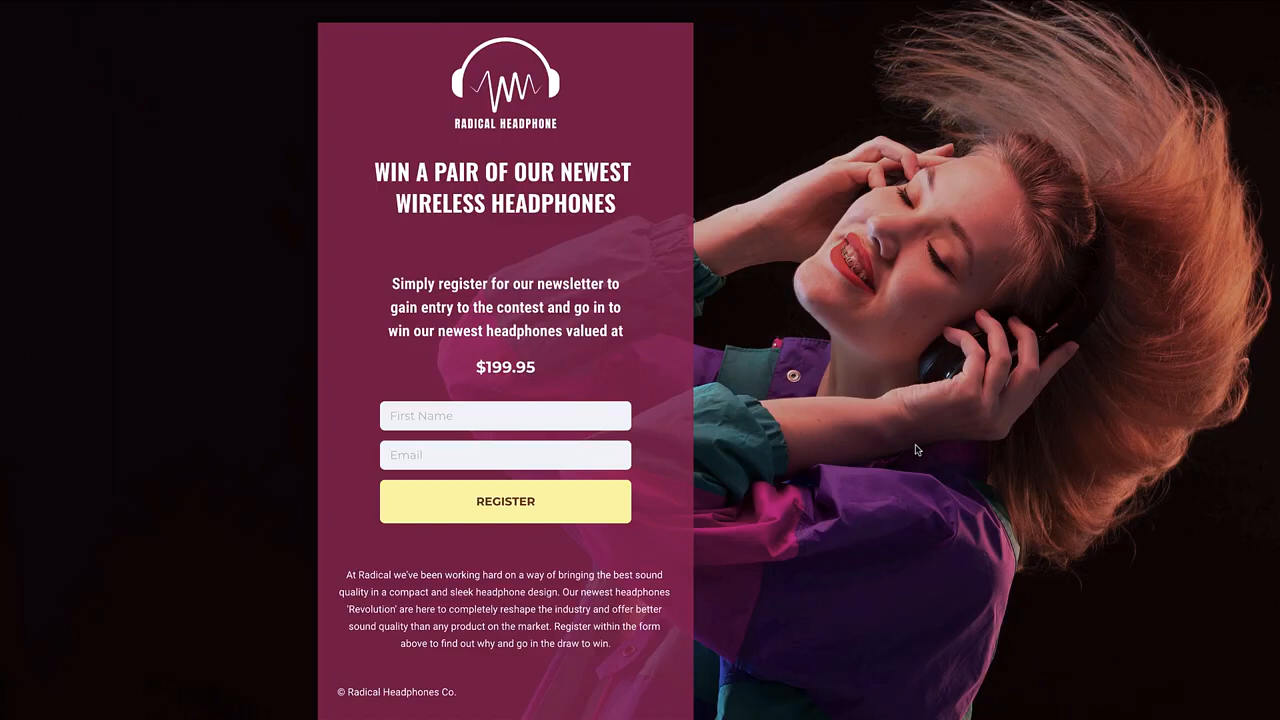 RADICAL HEADPHONE
WIN A PAIR OF OUR NEWEST
WIRELESS HEADPHONES
Simply register for our newsletter to
gain entry to the contest and go in to
win our newest headphones valued at
$199.95
First Name
Email
REGISTER
At Radical we've been working hard on a way of bringing the best sound
quality in a compact and sleek headphone design. Our newest headphones
'Revolution' are here to completely reshape the industry and offer better
sound quality than any product on the market. Register within the form
above to find out why and go in the draw to win.
© Radical Headphones Co.